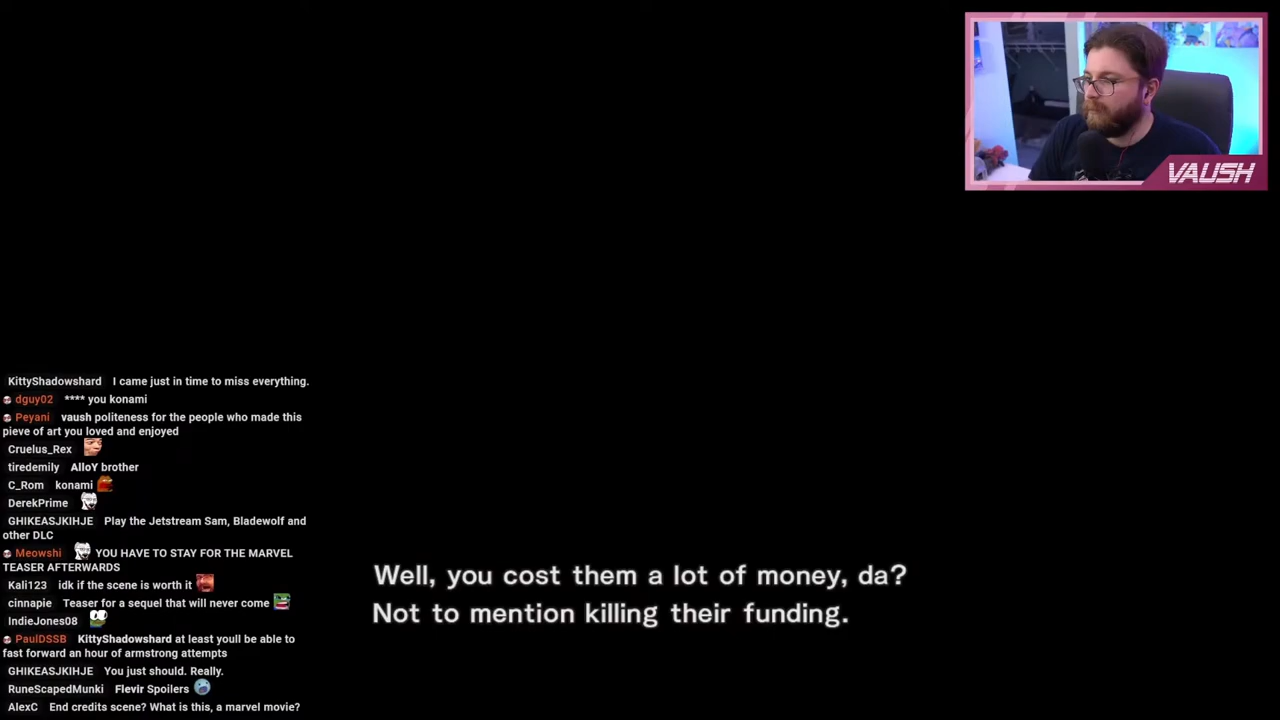 VAUSH
KittyShadowshard I came just in time to miss everything.
dguy02 **** you konami
Peyani vaush politeness for the people who made this
pieve of art you loved and enjoyed
Cruelus_Rex
tiredemily AlloY brother
C_Rom konami
DerekPrime
GHIKEASJKIHJE Play the Jetstream Sam, Bladewolf and
other DLC
Meowshi YOU HAVE TO STAY FOR THE MARVEL
TEASER AFTERWARDS
Kali123 idk if the scene is worth it
cinnapie Teaser for a sequel that will never come
IndieJones08
PaulDSSB KittyShadowshard at least youll be able to
fast forward an hour of armstrong attempts
GHIKEASJKIHJE You just should. Really.
RuneScapedMunki Flevir Spoilers
AlexC End credits scene? What is this, a marvel movie?
Well, you cost them a lot of money, da?
Not to mention killing their funding.